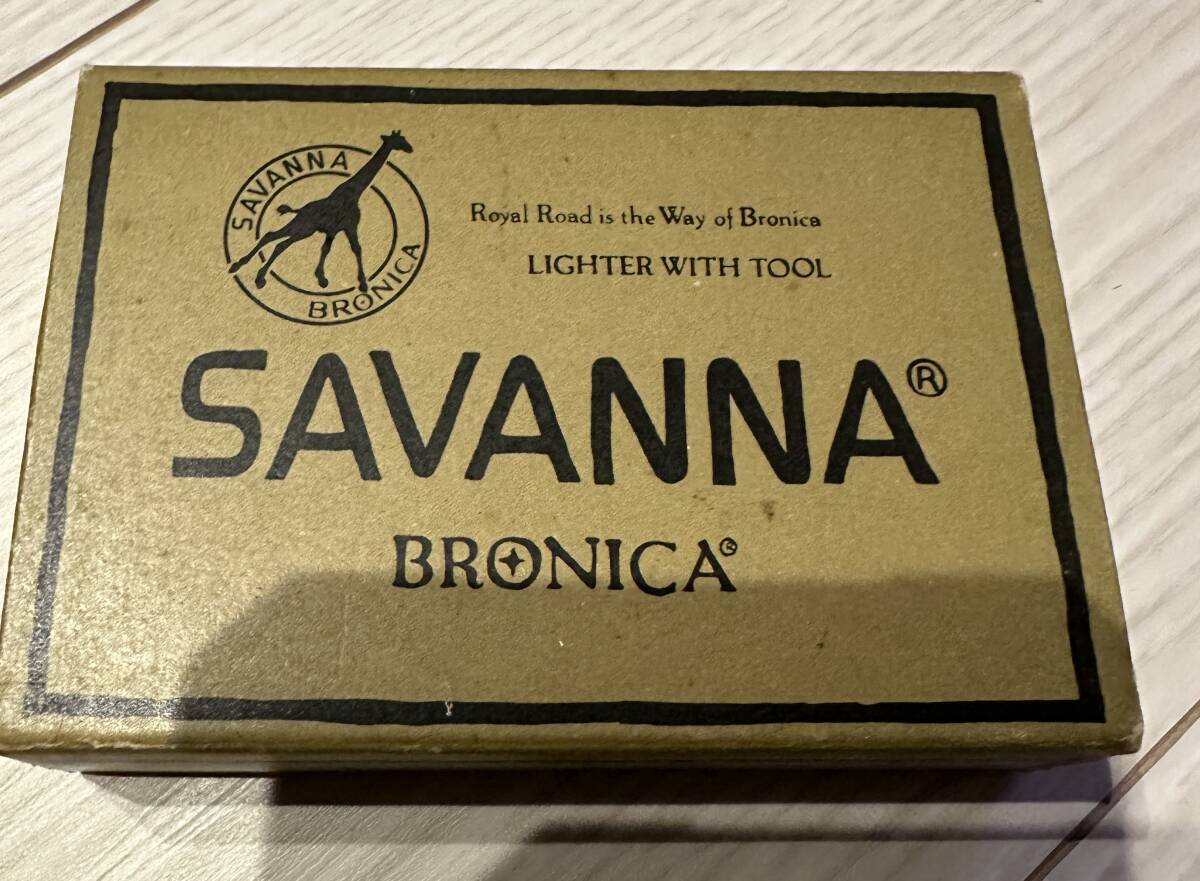 SAVANNA
BRONICA
Royal Road is the Way of Bronica
LIGHTER WITH TOOL
SAVANNA®
BRONICA®